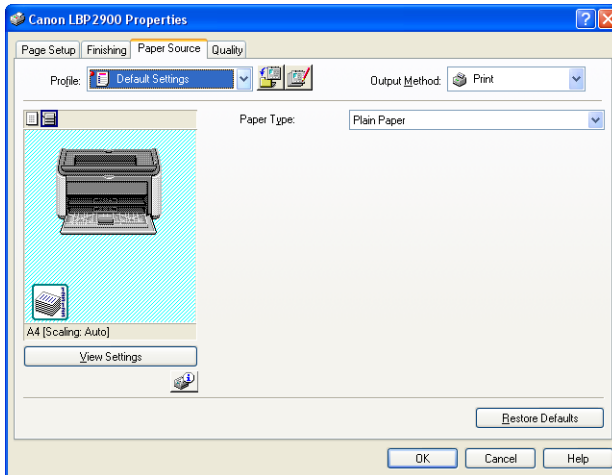 Canon LBP2900 Properties
Page Setup Finishing Paper Source Quality
Profile: Default Settings Output Method: Print
Paper Type: Plain Paper
A4 [Scaling: Auto]
View Settings
Restore Defaults
OK Cancel Help